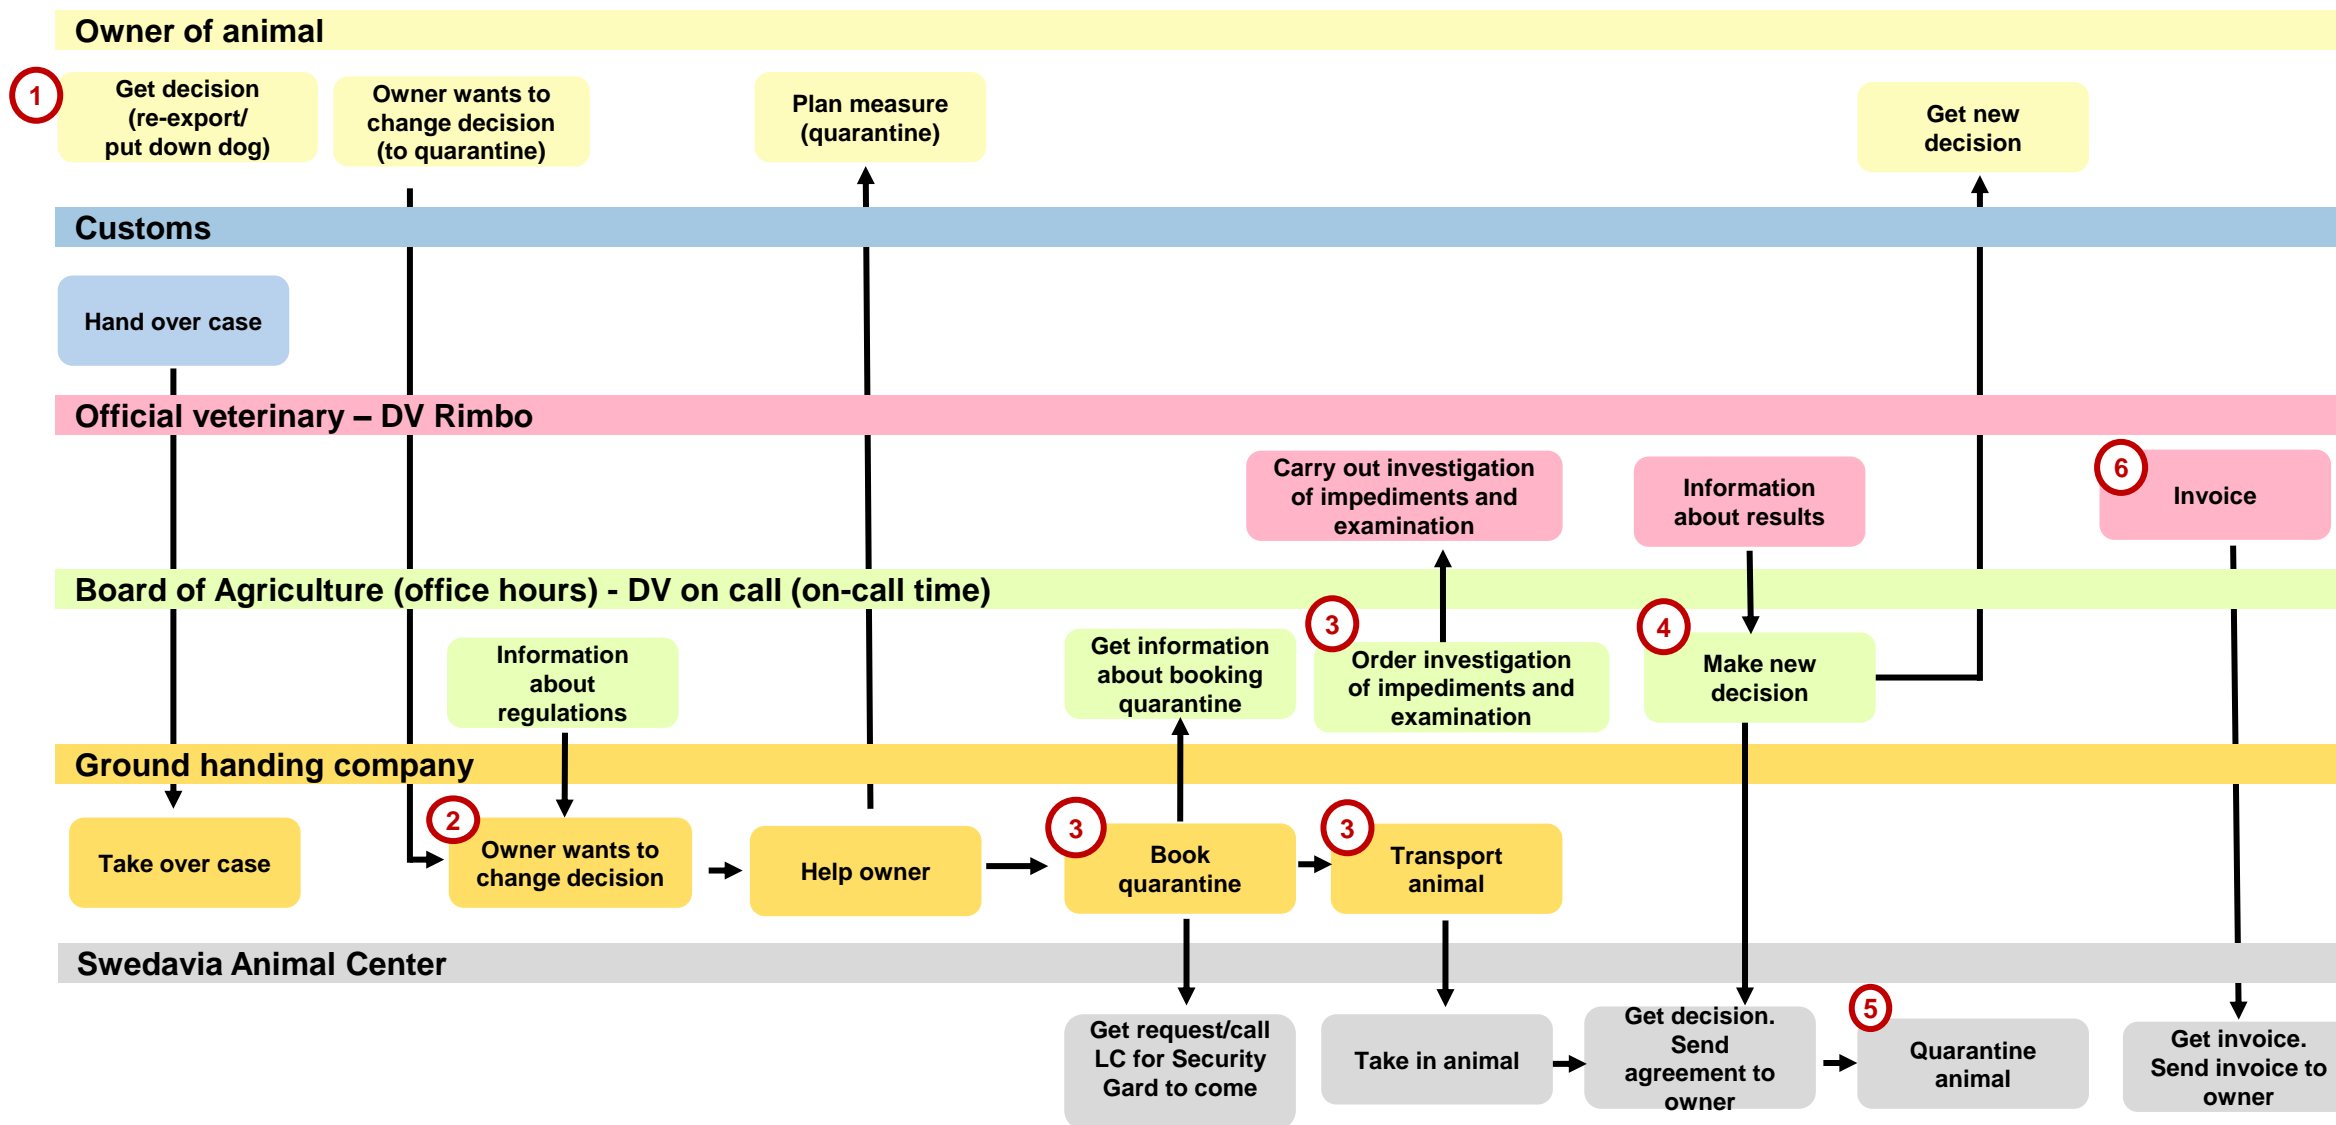 Owner of animal
1
Get decision
(re-export/
put down dog)
Owner wants to
change decision
(to quarantine)
Plan measure
(quarantine)
Get new
decision
Customs
Hand over case
Official veterinary – DV Rimbo
Carry out investigation
of impediments and
examination
Information
about results
6
Invoice
Board of Agriculture (office hours) - DV on call (on-call time)
Information
about
regulations
Get information
about booking
quarantine
3
Order investigation
of impediments and
examination
4
Make new
decision
Ground handing company
Take over case
2
Owner wants to
change decision
Help owner
3
Book
quarantine
3
Transport
animal
Swedavia Animal Center
Get request/call
LC for Security
Gard to come
Take in animal
Get decision.
Send
agreement to
owner
5
Quarantine
animal
Get invoice.
Send invoice to
owner